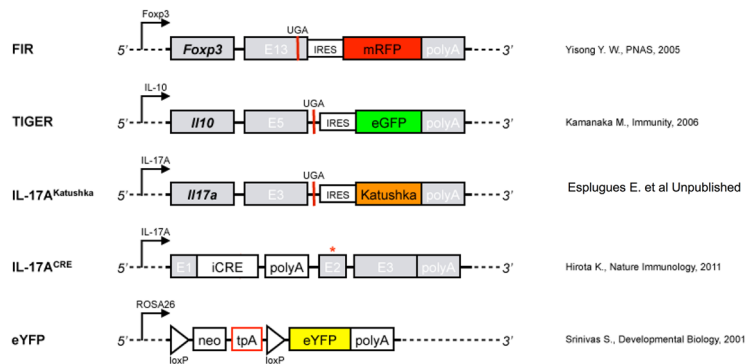 Foxp3
UGA
FIR 5' Foxp3 E13 IRES mRFP polyA 3' Yisong Y. W., PNAS, 2005
IL-10
UGA
TIGER 5' Il10 E5 IRES eGFP polyA 3' Kamanaka M., Immunity, 2006
IL-17A
UGA
IL-17AKatushka 5' Il17a E3 IRES Katushka polyA 3' Esplugues E. et al Unpublished
IL-17A
*
IL-17ACRE 5' E1 iCRE polyA E2 E3 polyA 3' Hirota K., Nature Immunology, 2011
ROSA26
eYFP 5' neo tpA eYFP polyA 3' Srinivas S., Developmental Biology, 2001
loxP loxP